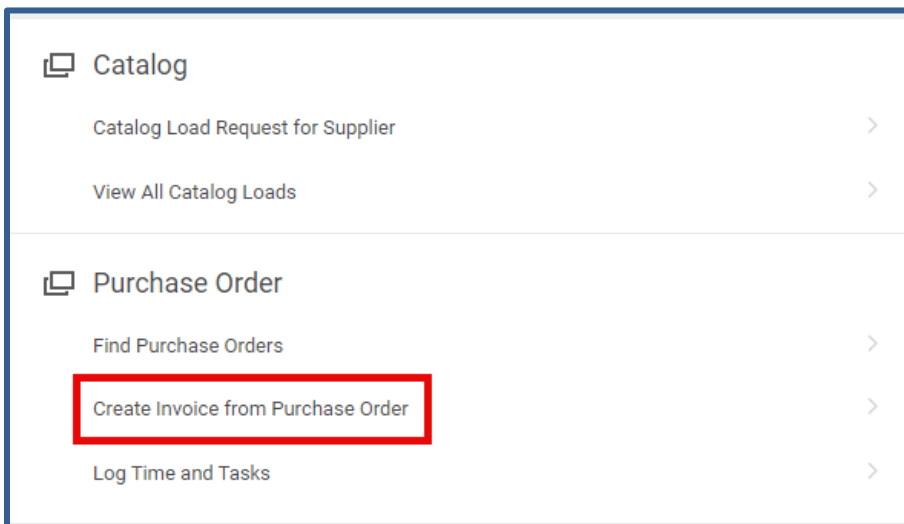 Catalog
Catalog Load Request for Supplier
View All Catalog Loads
Purchase Order
Find Purchase Orders
Create Invoice from Purchase Order
Log Time and Tasks